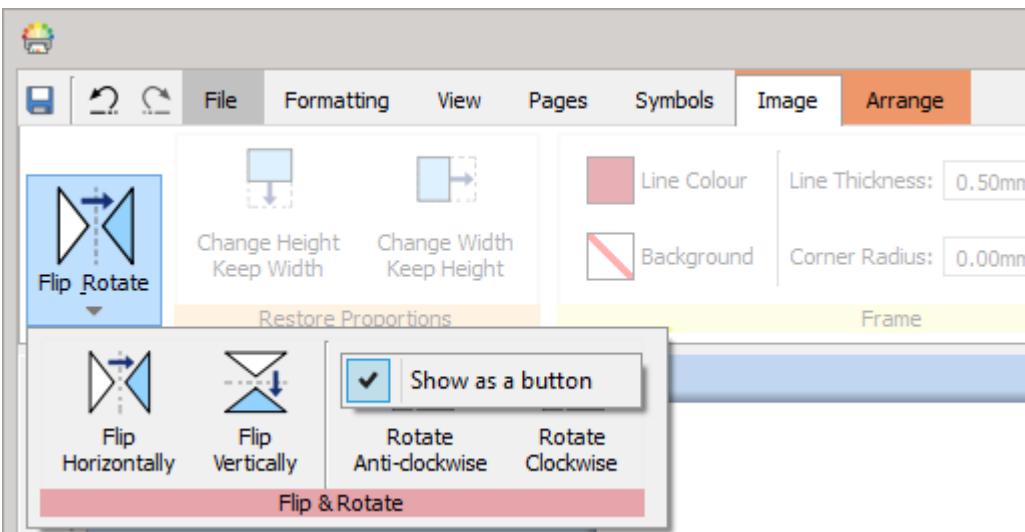 File Formatting View Pages Symbols Image Arrange
Flip Rotate
Change Height
Keep Width
Change Width
Keep Height
Restore Proportions
Line Colour
Background
Line Thickness: 0.50mm
Corner Radius: 0.00mm
Frame
Flip
Horizontally
Flip
Vertically
Show as a button
Rotate
Anti-clockwise
Rotate
Clockwise
Flip & Rotate